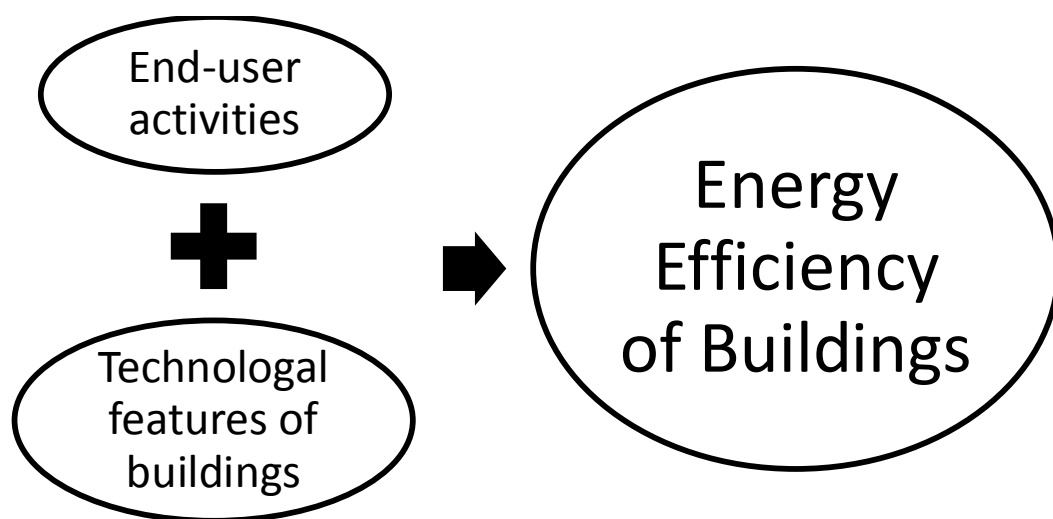 End-user
activities
Technologal
features of
buildings
Energy
Efficiency
of Buildings